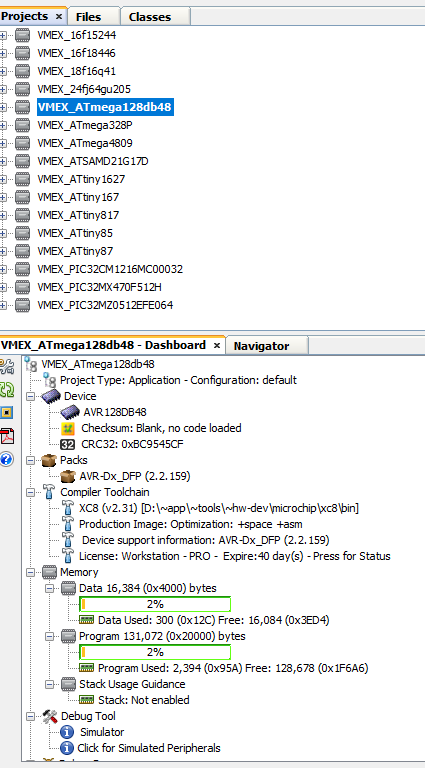 Projects × Files Classes
VMEX_16f15244
VMEX_16f18446
VMEX_18f16q41
VMEX_24fj64gu205
VMEX_ATmega128db48
VMEX_ATmega328P
VMEX_ATmega4809
VMEX_ATSAMD21G17D
VMEX_ATtiny1627
VMEX_ATtiny167
VMEX_ATtiny817
VMEX_ATtiny85
VMEX_ATtiny87
VMEX_PIC32CM1216MC00032
VMEX_PIC32MX470F512H
VMEX_PIC32MZ0512EFE064
VMEX_ATmega128db48 - Dashboard × Navigator
VMEX_ATmega128db48
Project Type: Application - Configuration: default
Device
AVR128DB48
Checksum: Blank, no code loaded
32 CRC32: 0xBC9545CF
Packs
AVR-Dx_DFP (2.2.159)
Compiler Toolchain
XC8 (v2.31) [D:\~app\~tools\~hw-dev\microchip\xc8\bin]
Production Image: Optimization: +space +asm
Device support information: AVR-Dx_DFP (2.2.159)
License: Workstation - PRO - Expire:40 day(s) - Press for Status
Memory
Data 16,384 (0x4000) bytes
2%
Data Used: 300 (0x12C) Free: 16,084 (0x3ED4)
Program 131,072 (0x20000) bytes
2%
Program Used: 2,394 (0x95A) Free: 128,678 (0x1F6A6)
Stack Usage Guidance
Stack: Not enabled
Debug Tool
Simulator
Click for Simulated Peripherals